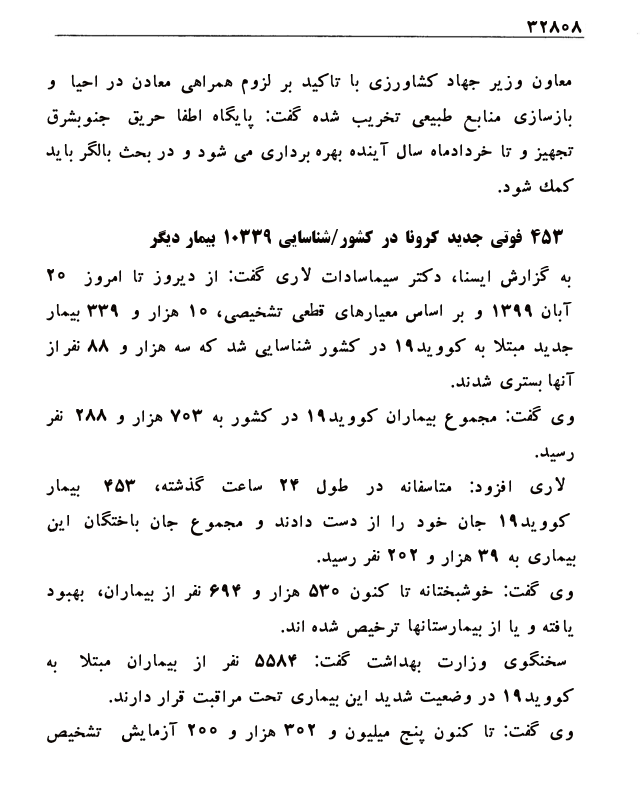 ۳۲۸۰۸
معاون وزیر جهاد کشاورزی با تاکید بر لزوم همراهی معادن در احیا و
بازسازی منابع طبیعی تخریب شده گفت: پایگاه اطفا حریق جنوبشرق
تجهیز و تا خردادماه سال آینده بهره برداری می شود و در بحث بالگر باید
کمك شود.
۴۵۳ فوتی جدید کرونا در کشور/شناسایی ۱۰۳۳۹ بیمار دیگر
به گزارش ایسنا، دکتر سیماسادات لاری گفت: از دیروز تا امروز ۲۰
آبان ۱۳۹۹ و بر اساس معیارهای قطعی تشخیصی، ۱۰ هزار و ۳۳۹ بیمار
جدید مبتلا به کووید۱۹ در کشور شناسایی شد که سه هزار و ۸۸ نفر از
آنها بستری شدند.
وی گفت: مجموع بیماران کووید۱۹ در کشور به ۷۰۳ هزار و ۲۸۸ نفر
رسید.
لاری افزود: متاسفانه در طول ۲۴ ساعت گذشته، ۴۵۳ بیمار
کووید۱۹ جان خود را از دست دادند و مجموع جان باختگان این
بیماری به ۳۹ هزار و ۲۰۲ نفر رسید.
وی گفت: خوشبختانه تا کنون ۵۳۰ هزار و ۶۹۴ نفر از بیماران، بهبود
یافته و یا از بیمارستانها ترخیص شده اند.
سخنگوی وزارت بهداشت گفت: ۵۵۸۴ نفر از بیماران مبتلا به
کووید۱۹ در وضعیت شدید این بیماری تحت مراقبت قرار دارند.
وی گفت: تا کنون پنج میلیون و ۳۰۲ هزار و ۲۰۰ آزمایش تشخیص